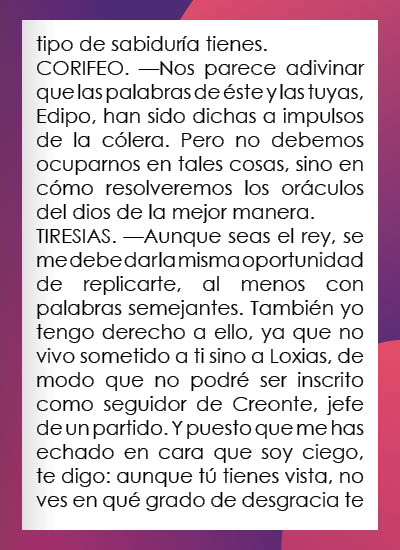 tipo de sabiduría tienes.
CORIFEO. —Nos parece adivinar
que las palabras de éste y las tuyas,
Edipo, han sido dichas a impulsos
de la cólera. Pero no debemos
ocuparnos en tales cosas, sino en
cómo resolveremos los oráculos
del dios de la mejor manera.
TIRESIAS. —Aunque seas el rey, se
me debe dar la misma oportunidad
de replicarte, al menos con
palabras semejantes. También yo
tengo derecho a ello, ya que no
vivo sometido a ti sino a Loxias, de
modo que no podré ser inscrito
como seguidor de Creonte, jefe
de un partido. Y puesto que me has
echado en cara que soy ciego,
te digo: aunque tú tienes vista, no
ves en qué grado de desgracia te